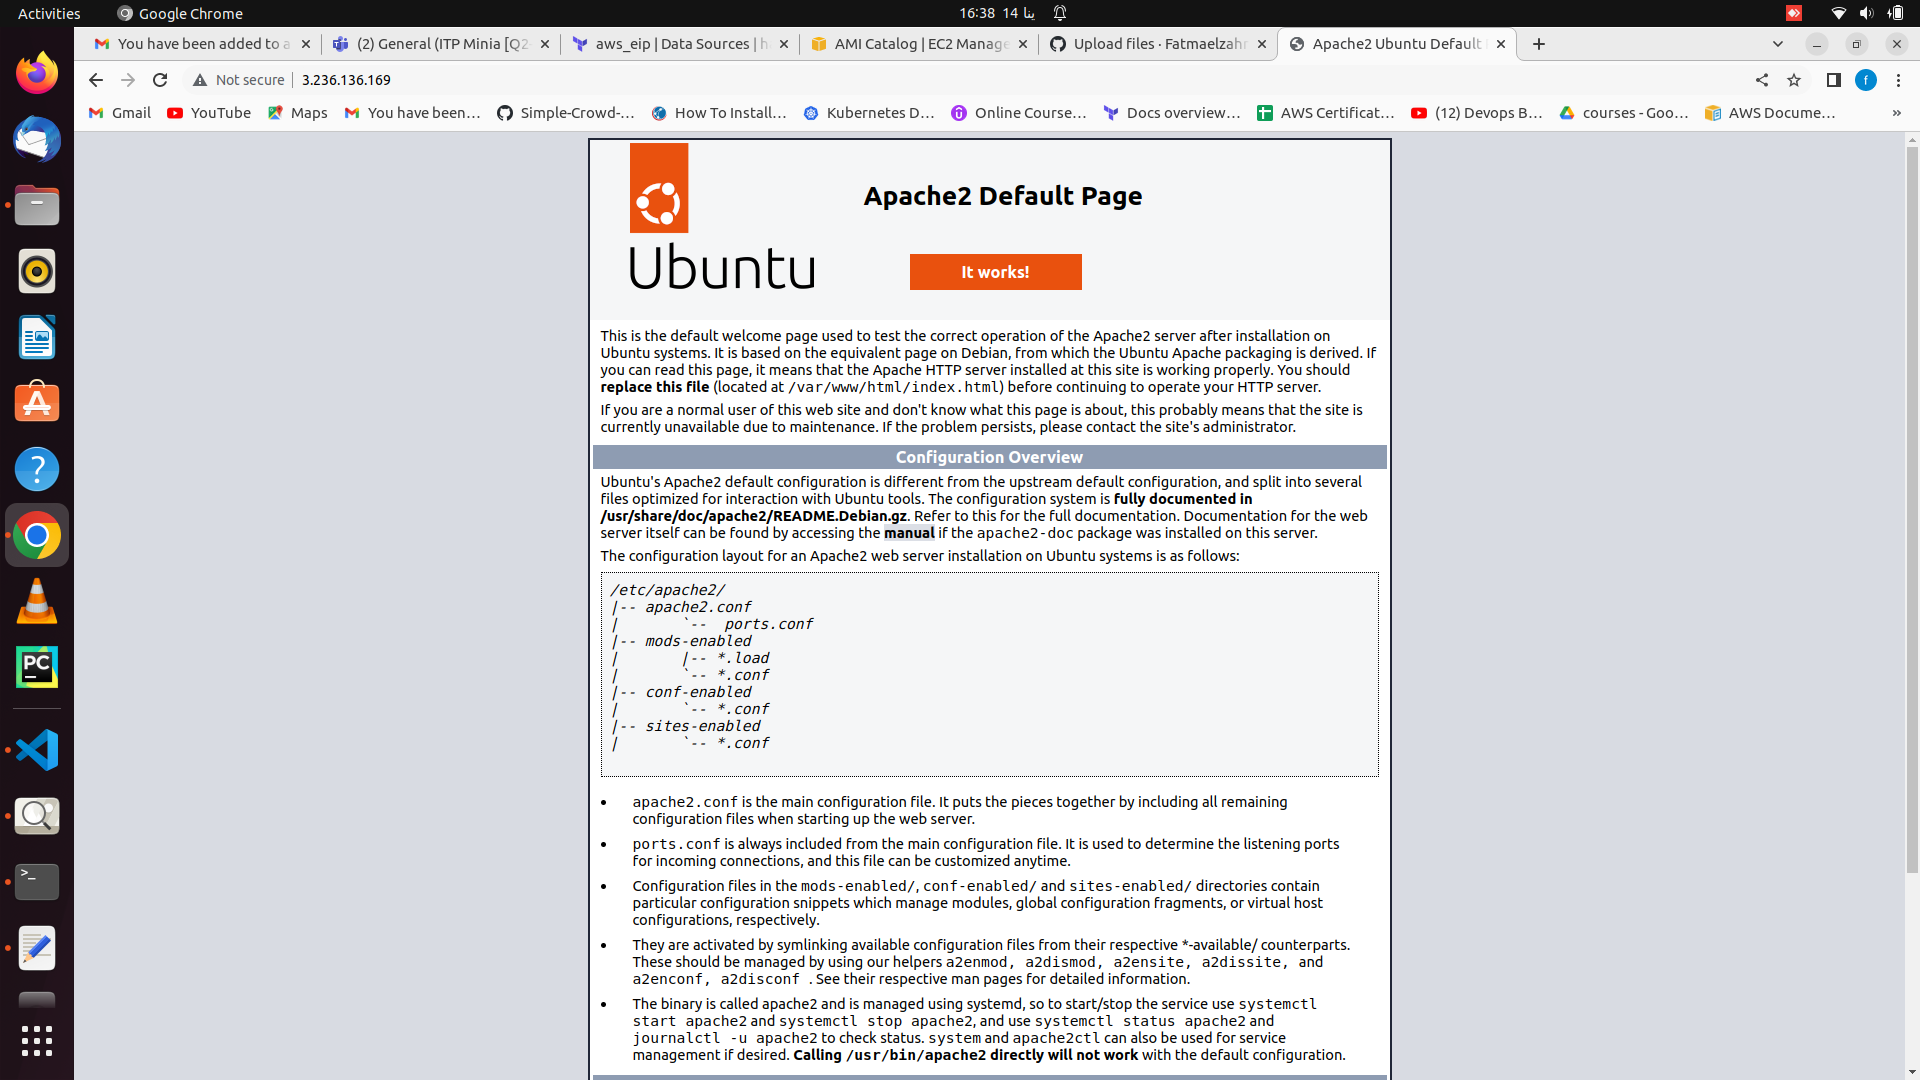 Activities
Google Chrome
16:38 14 ينا
You have been added to a
(2) General (ITP Minia [Q2
aws_eip | Data Sources | h
AMI Catalog | EC2 Manage
Upload files · Fatmaelzahr
Apache2 Ubuntu Default
Not secure
3.236.136.169
f
Gmail
YouTube
Maps
You have been...
Simple-Crowd-...
How To Install...
Kubernetes D...
Online Course...
Docs overview...
AWS Certificat...
(12) Devops B...
courses - Goo...
AWS Docume...
»
Apache2 Default Page
Ubuntu
It works!
This is the default welcome page used to test the correct operation of the Apache2 server after installation on
Ubuntu systems. It is based on the equivalent page on Debian, from which the Ubuntu Apache packaging is derived. If
you can read this page, it means that the Apache HTTP server installed at this site is working properly. You should
replace this file (located at /var/www/html/index.html) before continuing to operate your HTTP server.
If you are a normal user of this web site and don't know what this page is about, this probably means that the site is
currently unavailable due to maintenance. If the problem persists, please contact the site's administrator.
Configuration Overview
Ubuntu's Apache2 default configuration is different from the upstream default configuration, and split into several
files optimized for interaction with Ubuntu tools. The configuration system is fully documented in
/usr/share/doc/apache2/README.Debian.gz. Refer to this for the full documentation. Documentation for the web
server itself can be found by accessing the manual if the apache2-doc package was installed on this server.
The configuration layout for an Apache2 web server installation on Ubuntu systems is as follows:
/etc/apache2/
|-- apache2.conf
|       `--  ports.conf
|-- mods-enabled
|       |-- *.load
|       `-- *.conf
|-- conf-enabled
|       `-- *.conf
|-- sites-enabled
|       `-- *.conf
• apache2.conf is the main configuration file. It puts the pieces together by including all remaining
configuration files when starting up the web server.
• ports.conf is always included from the main configuration file. It is used to determine the listening ports
for incoming connections, and this file can be customized anytime.
• Configuration files in the mods-enabled/, conf-enabled/ and sites-enabled/ directories contain
particular configuration snippets which manage modules, global configuration fragments, or virtual host
configurations, respectively.
• They are activated by symlinking available configuration files from their respective *-available/ counterparts.
These should be managed by using our helpers a2enmod, a2dismod, a2ensite, a2dissite, and
a2enconf, a2disconf . See their respective man pages for detailed information.
• The binary is called apache2 and is managed using systemd, so to start/stop the service use systemctl
start apache2 and systemctl stop apache2, and use systemctl status apache2 and
journalctl -u apache2 to check status. system and apache2ctl can also be used for service
management if desired. Calling /usr/bin/apache2 directly will not work with the default configuration.
PC